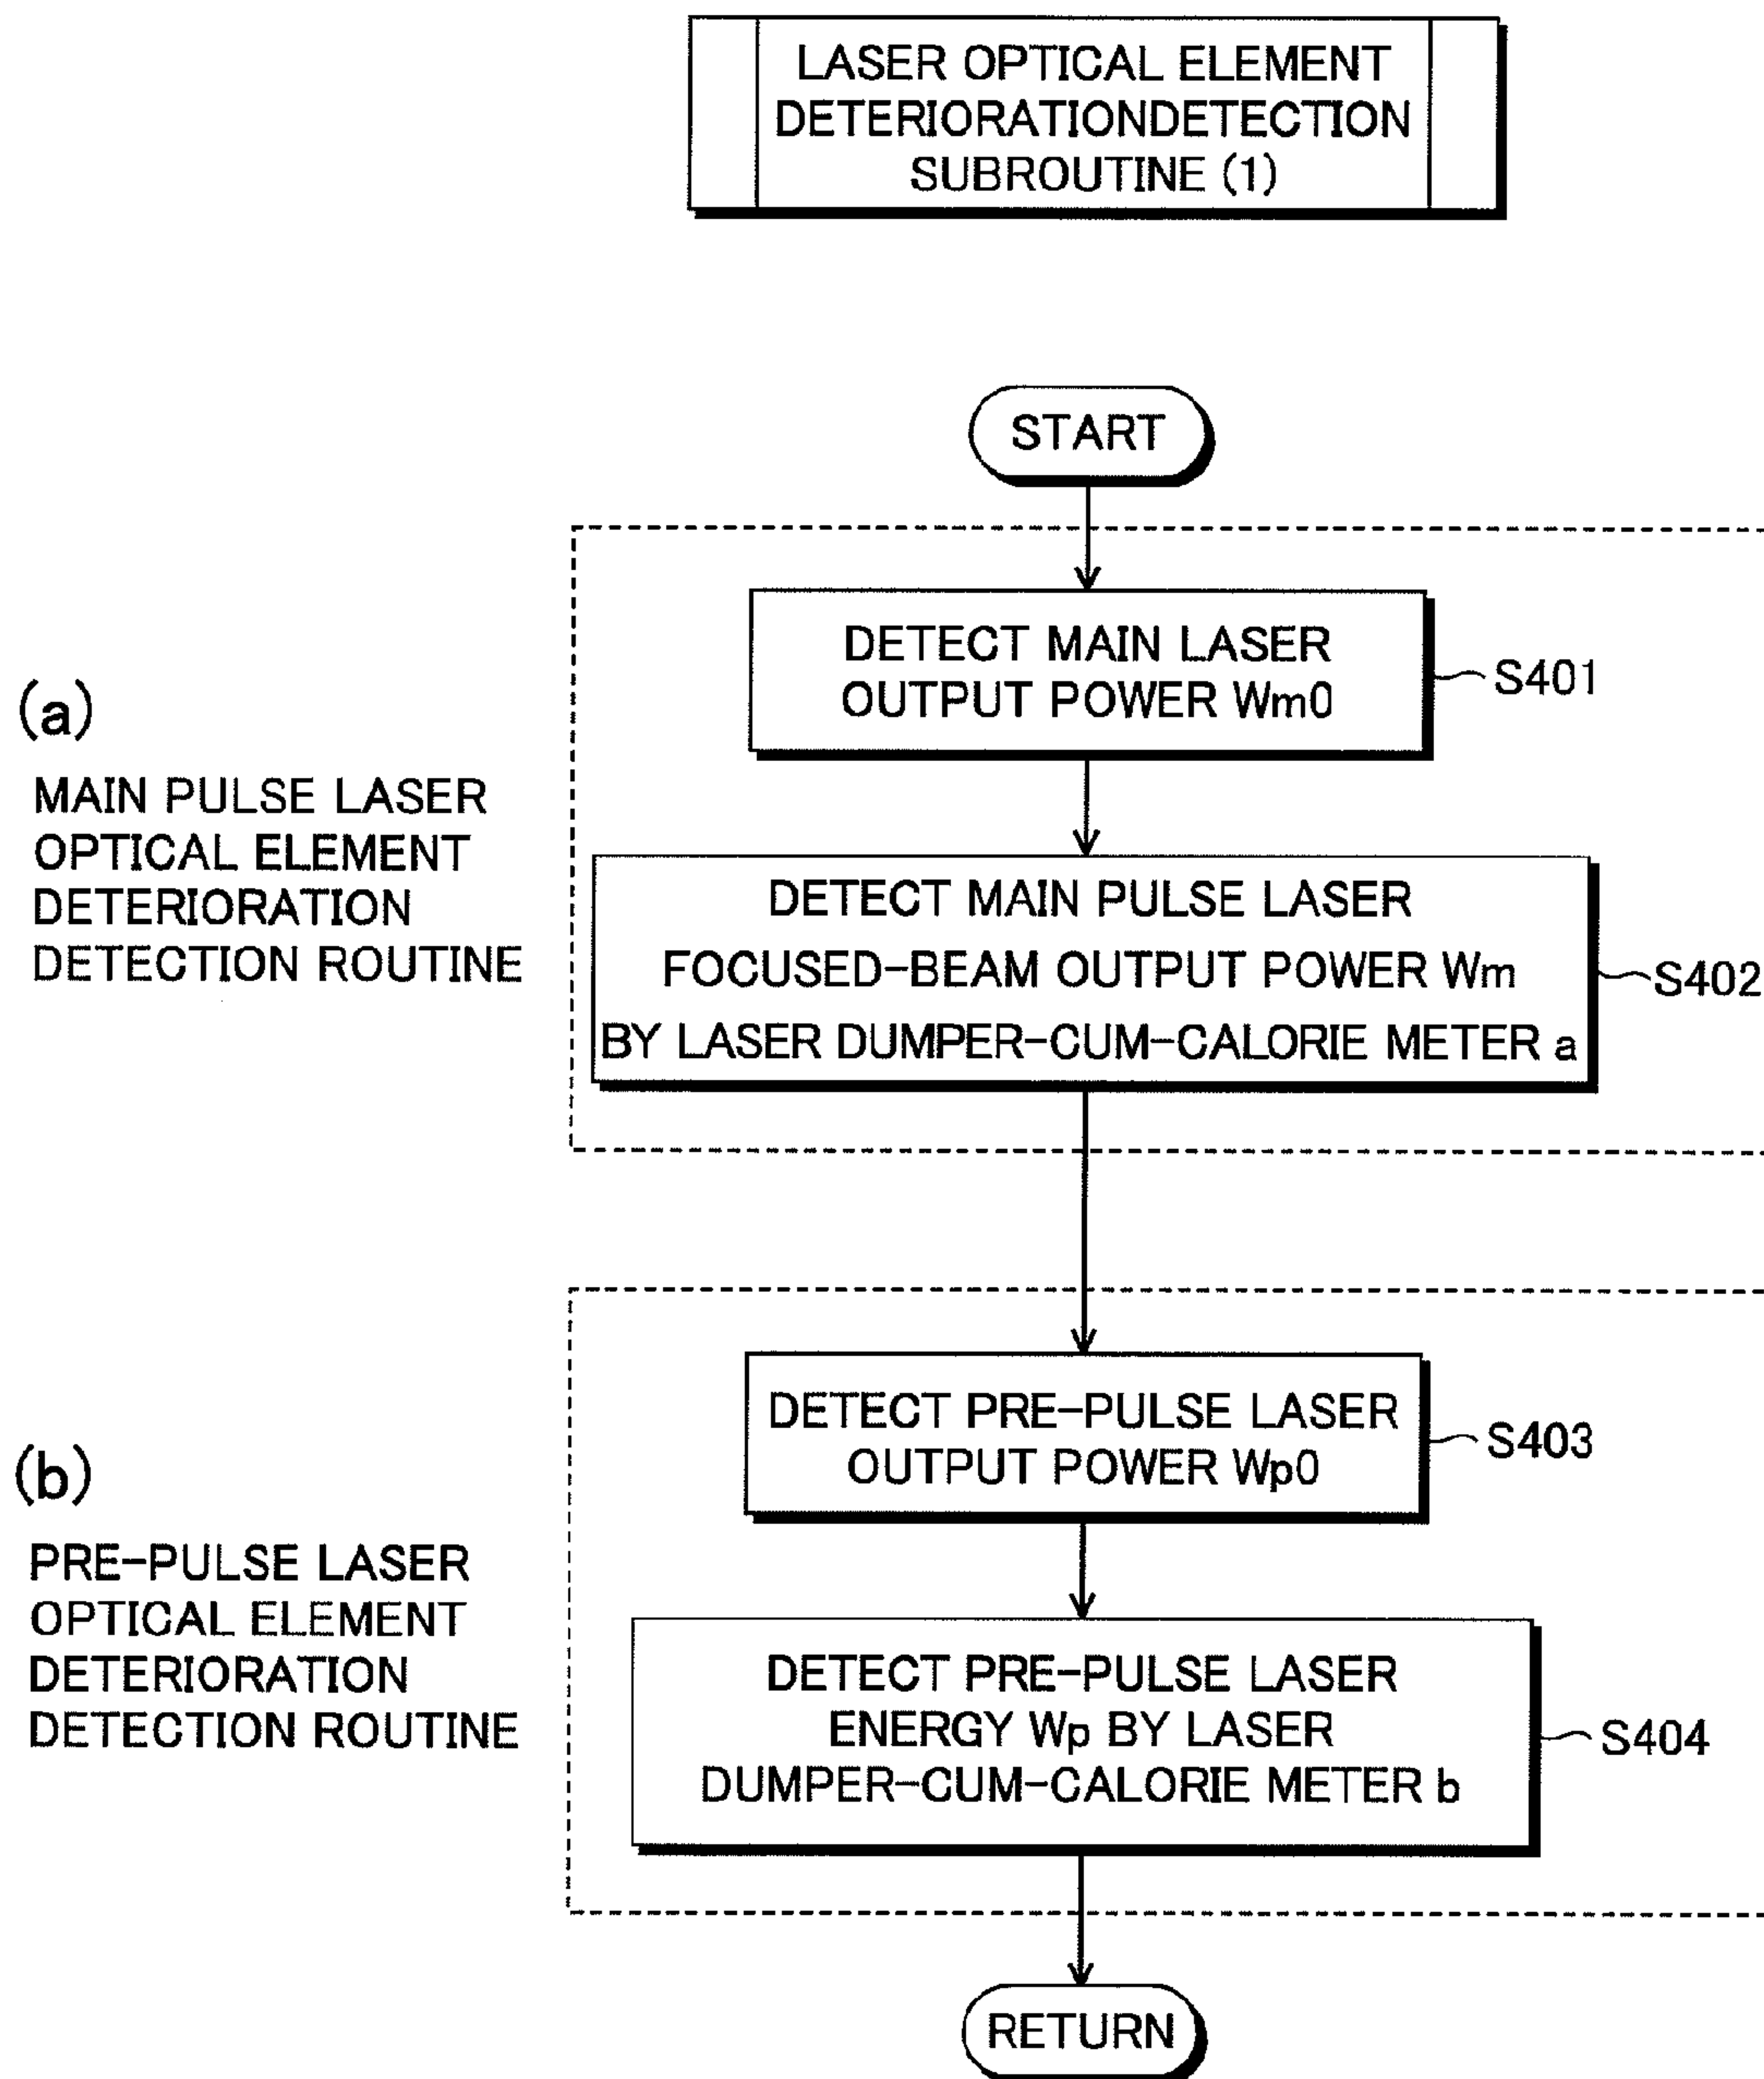 LASER OPTICAL ELEMENT
DETERIORATIONDETECTION
SUBROUTINE (1)
START
(a)
MAIN PULSE LASER
OPTICAL ELEMENT
DETERIORATION
DETECTION ROUTINE
DETECT MAIN LASER
OUTPUT POWER Wm0
S401
DETECT MAIN PULSE LASER
FOCUSED-BEAM OUTPUT POWER Wm
BY LASER DUMPER-CUM-CALORIE METER a
S402
(b)
PRE-PULSE LASER
OPTICAL ELEMENT
DETERIORATION
DETECTION ROUTINE
DETECT PRE-PULSE LASER
OUTPUT POWER Wp0
S403
DETECT PRE-PULSE LASER
ENERGY Wp BY LASER
DUMPER-CUM-CALORIE METER b
S404
RETURN